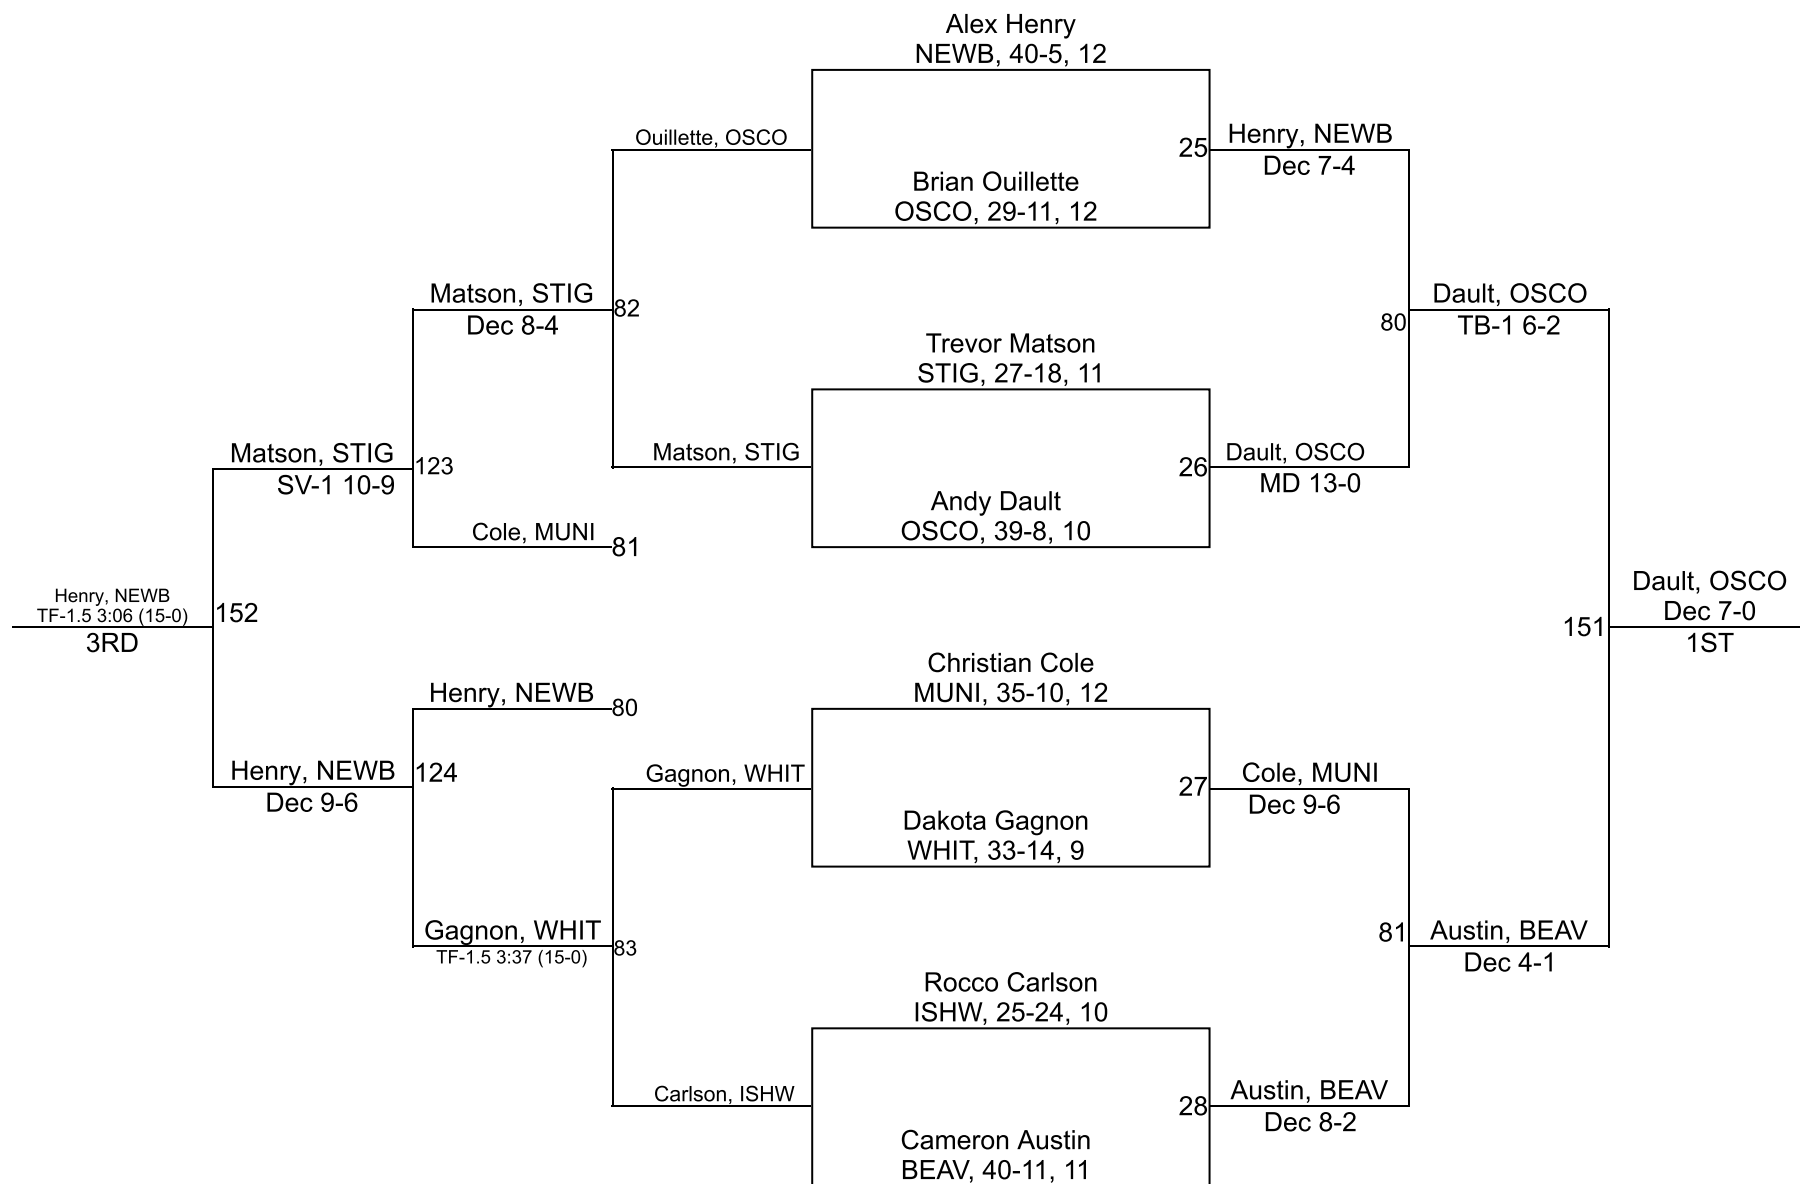 Alex Henry
NEWB, 40-5, 12
Ouillette, OSCO
25
Henry, NEWB
Dec 7-4
Brian Ouillette
OSCO, 29-11, 12
Matson, STIG
Dec 8-4
82
80
Dault, OSCO
TB-1 6-2
Trevor Matson
STIG, 27-18, 11
Matson, STIG
SV-1 10-9
123
Matson, STIG
26
Dault, OSCO
MD 13-0
Andy Dault
OSCO, 39-8, 10
Cole, MUNI
81
Henry, NEWB
TF-1.5 3:06 (15-0)
3RD
152
151
Dault, OSCO
Dec 7-0
1ST
Christian Cole
MUNI, 35-10, 12
Henry, NEWB
80
Henry, NEWB
Dec 9-6
124
Gagnon, WHIT
27
Cole, MUNI
Dec 9-6
Dakota Gagnon
WHIT, 33-14, 9
Gagnon, WHIT
TF-1.5 3:37 (15-0)
83
81
Austin, BEAV
Dec 4-1
Rocco Carlson
ISHW, 25-24, 10
Carlson, ISHW
28
Austin, BEAV
Dec 8-2
Cameron Austin
BEAV, 40-11, 11